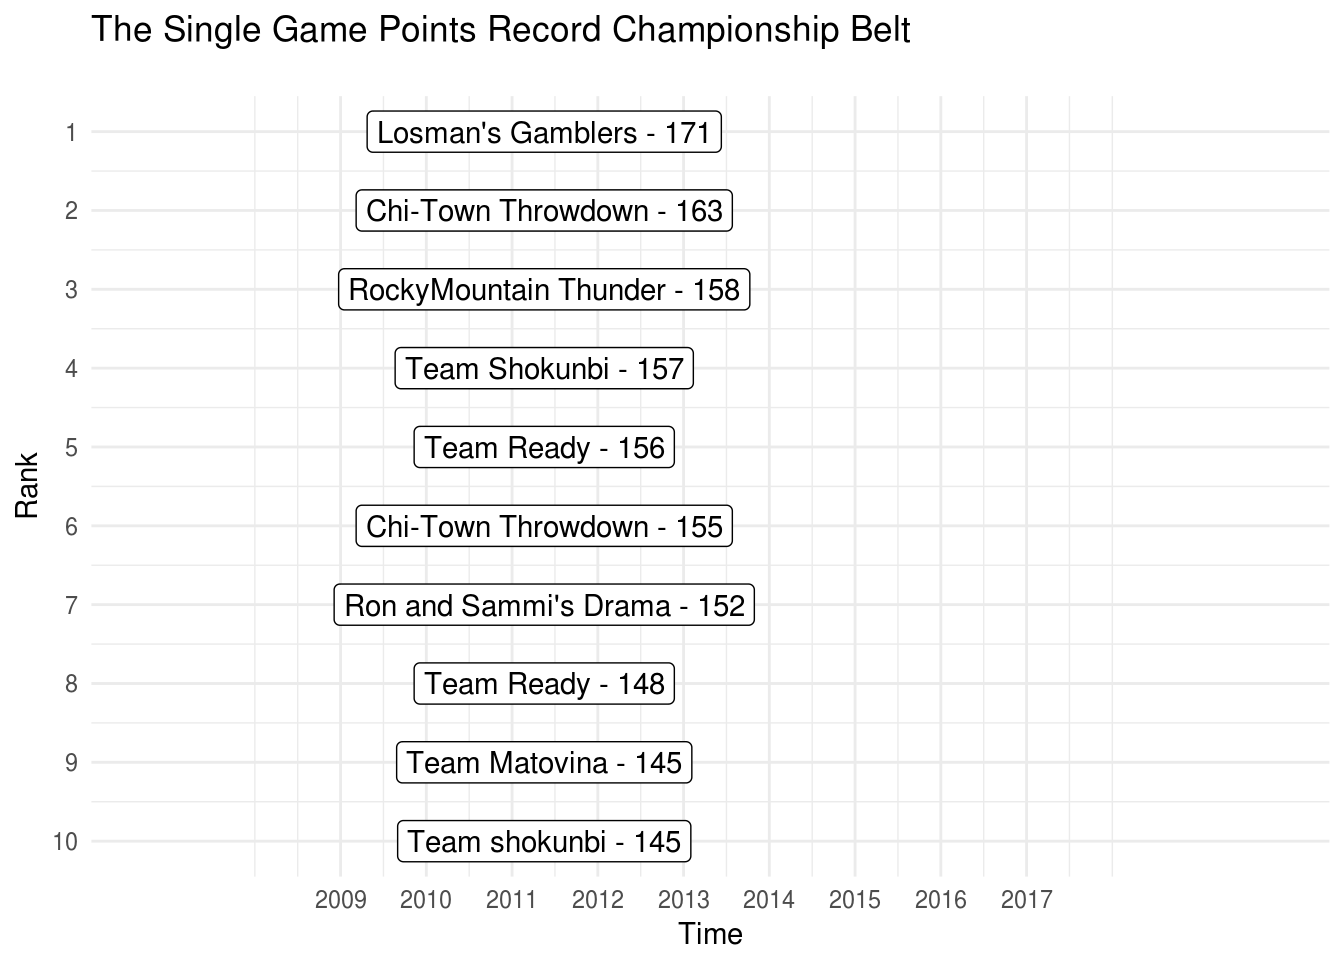 The Single Game Points Record Championship Belt
Rank
1
Losman's Gamblers - 171
2
Chi-Town Throwdown - 163
3
RockyMountain Thunder - 158
4
Team Shokunbi - 157
5
Team Ready - 156
6
Chi-Town Throwdown - 155
7
Ron and Sammi's Drama - 152
8
Team Ready - 148
9
Team Matovina - 145
10
Team shokunbi - 145
2009 2010 2011 2012 2013 2014 2015 2016 2017
Time